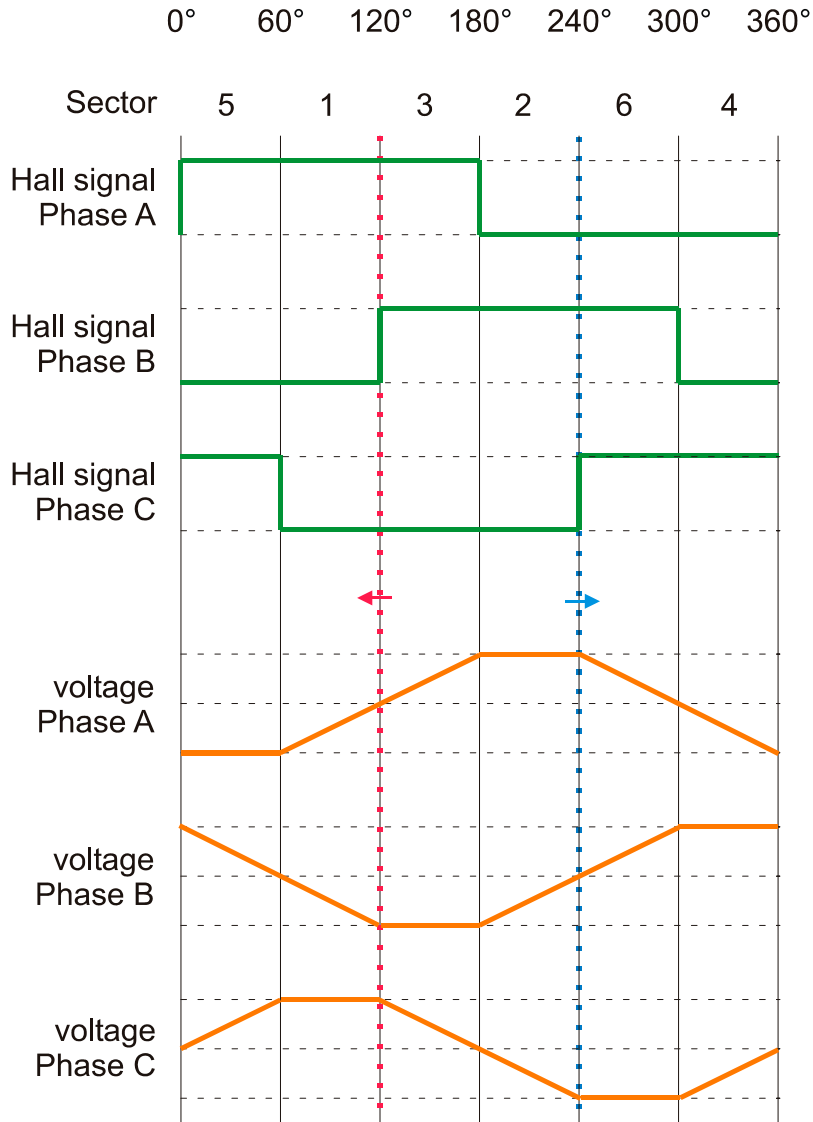 0° 60° 120° 180° 240° 300° 360°
Sector 5 1 3 2 6 4
Hall signal
Phase A
Hall signal
Phase B
Hall signal
Phase C
voltage
Phase A
voltage
Phase B
voltage
Phase C